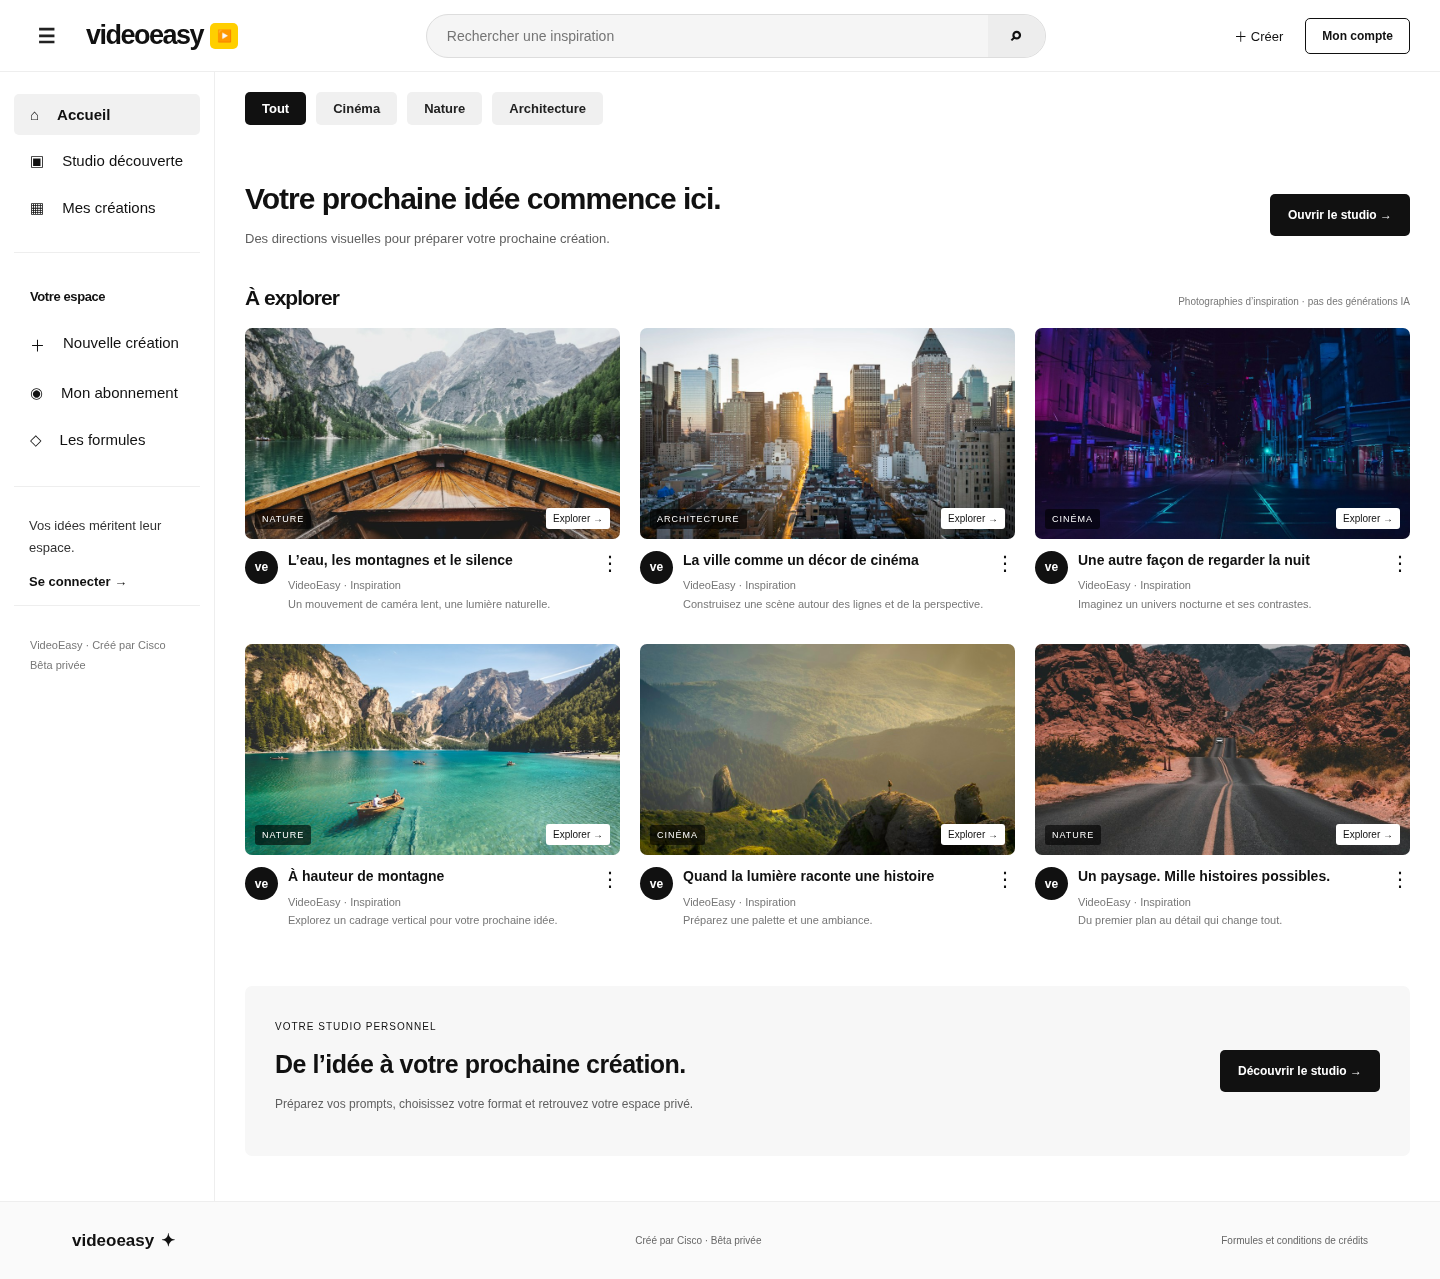 ☰ videoeasy ▶
Rechercher une inspiration
＋ Créer
Mon compte
Accueil
Studio découverte
Mes créations
Votre espace
＋ Nouvelle création
Mon abonnement
Les formules
Vos idées méritent leur
espace.
Se connecter →
VideoEasy · Créé par Cisco
Bêta privée
Tout
Cinéma
Nature
Architecture
Votre prochaine idée commence ici.
Des directions visuelles pour préparer votre prochaine création.
Ouvrir le studio →
À explorer
Photographies d’inspiration · pas des générations IA
NATURE
Explorer →
ve
L’eau, les montagnes et le silence
VideoEasy · Inspiration
Un mouvement de caméra lent, une lumière naturelle.
ARCHITECTURE
Explorer →
ve
La ville comme un décor de cinéma
VideoEasy · Inspiration
Construisez une scène autour des lignes et de la perspective.
CINÉMA
Explorer →
ve
Une autre façon de regarder la nuit
VideoEasy · Inspiration
Imaginez un univers nocturne et ses contrastes.
NATURE
Explorer →
ve
À hauteur de montagne
VideoEasy · Inspiration
Explorez un cadrage vertical pour votre prochaine idée.
CINÉMA
Explorer →
ve
Quand la lumière raconte une histoire
VideoEasy · Inspiration
Préparez une palette et une ambiance.
NATURE
Explorer →
ve
Un paysage. Mille histoires possibles.
VideoEasy · Inspiration
Du premier plan au détail qui change tout.
VOTRE STUDIO PERSONNEL
De l’idée à votre prochaine création.
Préparez vos prompts, choisissez votre format et retrouvez votre espace privé.
Découvrir le studio →
videoeasy ✦
Créé par Cisco · Bêta privée
Formules et conditions de crédits